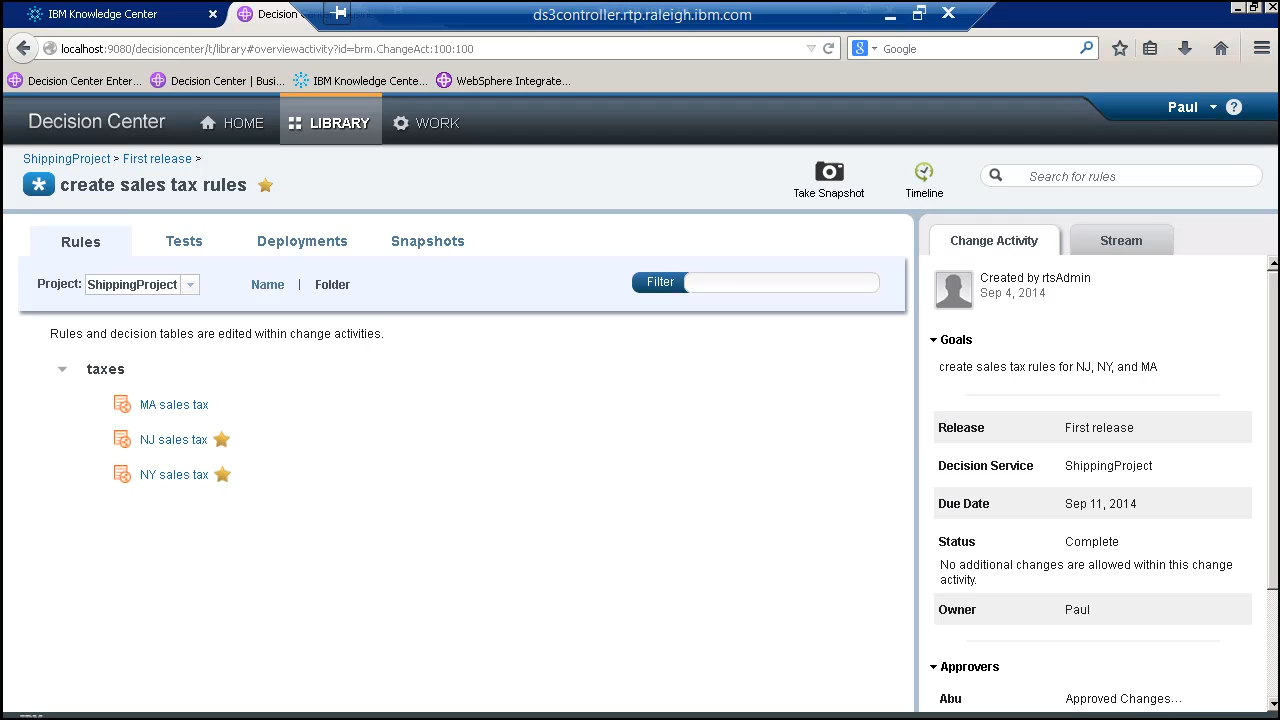 IBM Knowledge Center
Decision
ds3controller.rtp.raleigh.ibm.com
localhost:9080/decisioncenter/t/library#overviewactivity?id=brm.ChangeAct:100:100
Google
Decision Center Enter...
Decision Center | Busi...
IBM Knowledge Cente...
WebSphere Integrate...
Decision Center
HOME
LIBRARY
WORK
Paul
ShippingProject > First release >
create sales tax rules
Take Snapshot
Timeline
Search for rules
Rules
Tests
Deployments
Snapshots
Project: ShippingProject
Name | Folder
Filter
Rules and decision tables are edited within change activities.
taxes
MA sales tax
NJ sales tax
NY sales tax
Change Activity
Stream
Created by rtsAdmin
Sep 4, 2014
Goals
create sales tax rules for NJ, NY, and MA
Release First release
Decision Service ShippingProject
Due Date Sep 11, 2014
Status Complete
No additional changes are allowed within this change
activity.
Owner Paul
Approvers
Abu Approved Changes...